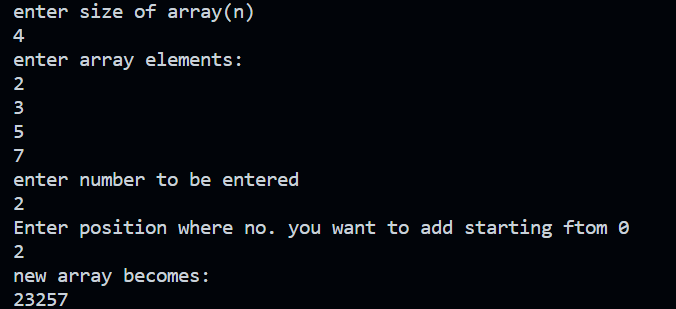 enter size of array(n)
4
enter array elements:
2
3
5
7
enter number to be entered
2
Enter position where no. you want to add starting ftom 0
2
new array becomes:
23257